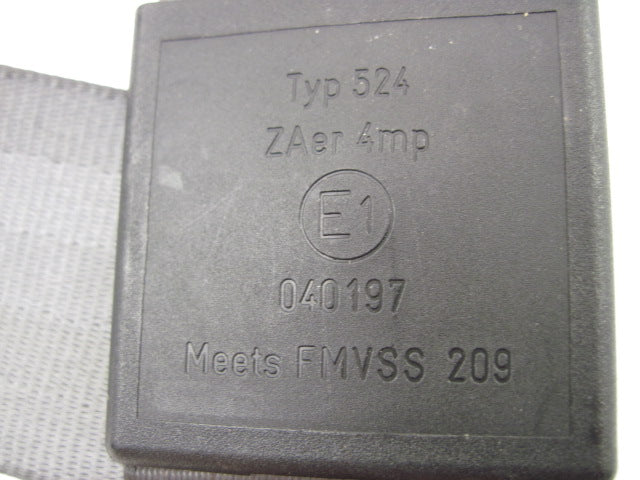 Typ 524
ZAer 4mp
E1
040197
Meets FMVSS 209